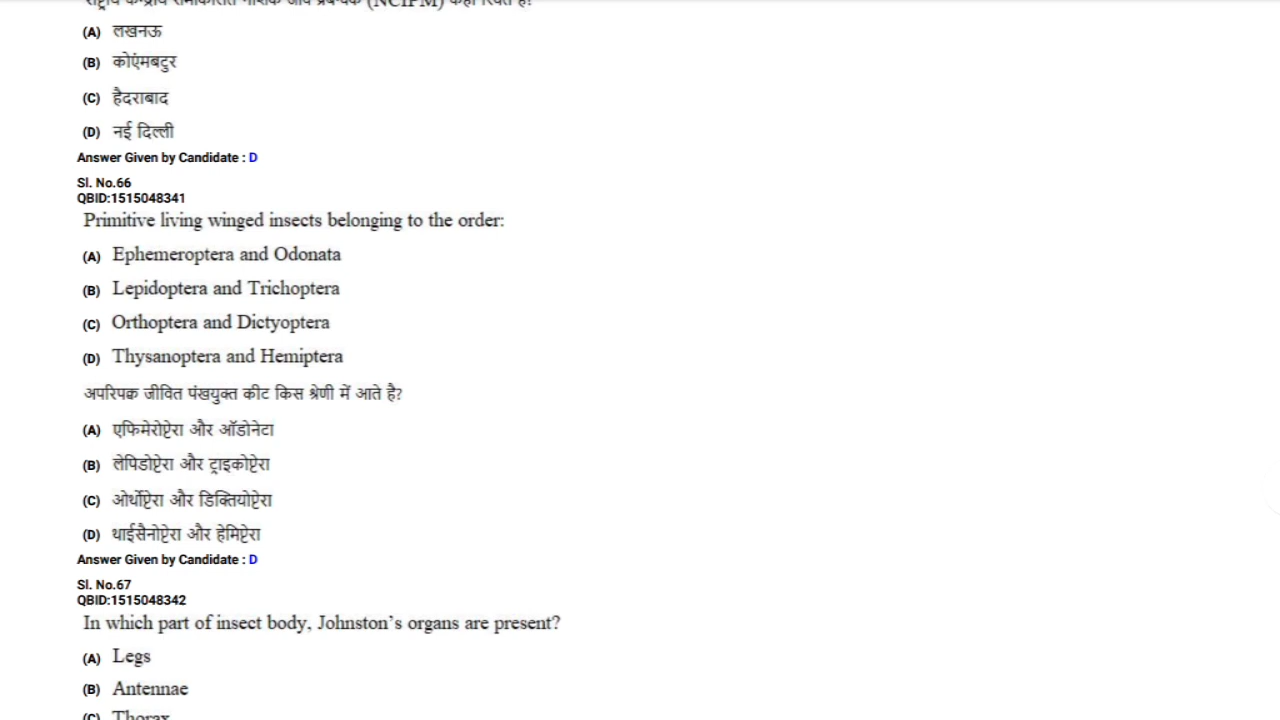 (NCIPM)
(A) लखनऊ
(B) कोएंमबटुर
(C) हैदराबाद
(D) नई दिल्ली
Answer Given by Candidate : D
Sl. No.66
QBID:1515048341
Primitive living winged insects belonging to the order:
(A) Ephemeroptera and Odonata
(B) Lepidoptera and Trichoptera
(C) Orthoptera and Dictyoptera
(D) Thysanoptera and Hemiptera
अपरिपक्व जीवित पंखयुक्त कीट किस श्रेणी में आते है?
(A) एफिमेरोप्टेरा और ऑडोनेटा
(B) लेपिडोप्टेरा और ट्राइकोप्टेरा
(C) ओर्थोप्टेरा और डिक्तियोप्टेरा
(D) थाईसैनोप्टेरा और हेमिप्टेरा
Answer Given by Candidate : D
Sl. No.67
QBID:1515048342
In which part of insect body, Johnston’s organs are present?
(A) Legs
(B) Antennae
(C) Thorax